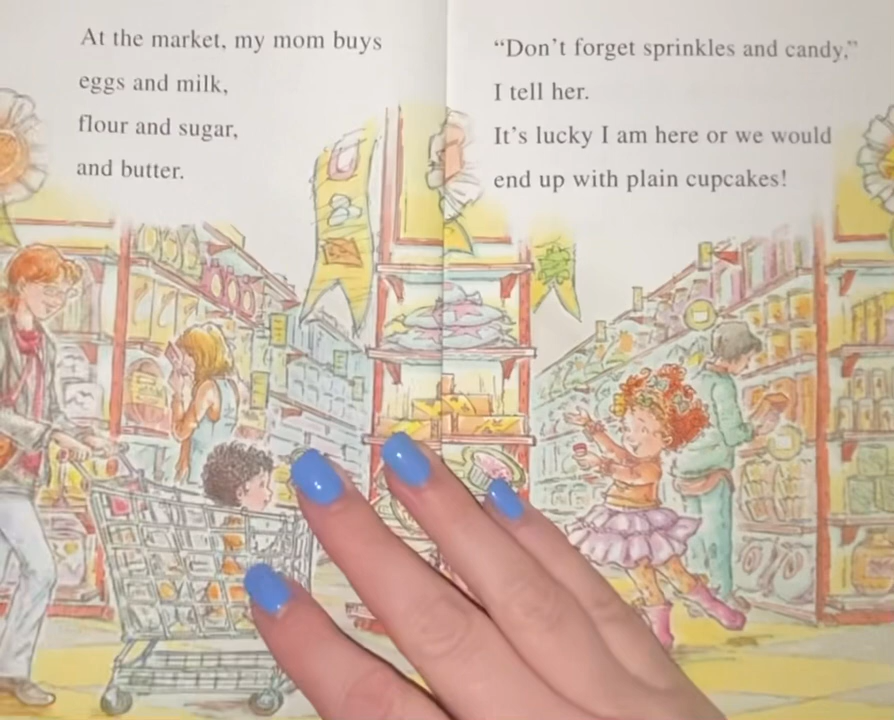 At the market, my mom buys
eggs and milk,
flour and sugar,
and butter.
“Don’t forget sprinkles and candy,”
I tell her.
It’s lucky I am here or we would
end up with plain cupcakes!